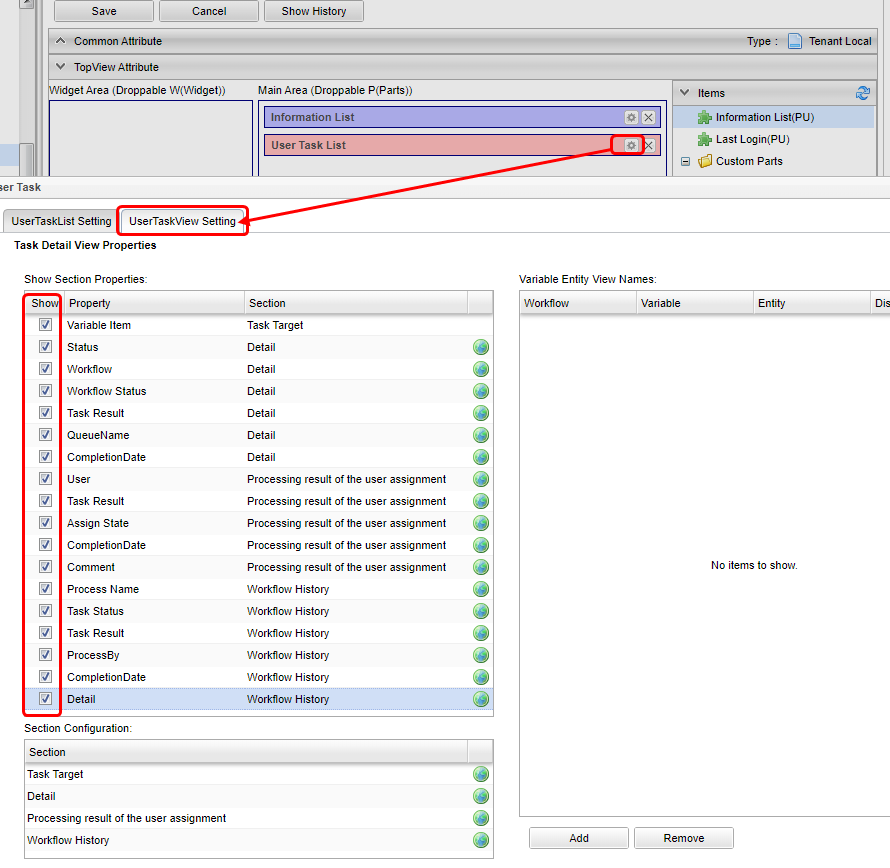 Save Cancel Show History
Common Attribute Type : Tenant Local
TopView Attribute
Widget Area (Droppable W(Widget)) Main Area (Droppable P(Parts))
Items
Information List
User Task List
Information List(PU)
Last Login(PU)
Custom Parts
ser Task
UserTaskList Setting UserTaskView Setting
Task Detail View Properties
Show Section Properties:
Show Property Section
Variable Item Task Target
Status Detail
Workflow Detail
Workflow Status Detail
Task Result Detail
QueueName Detail
CompletionDate Detail
User Processing result of the user assignment
Task Result Processing result of the user assignment
Assign State Processing result of the user assignment
CompletionDate Processing result of the user assignment
Comment Processing result of the user assignment
Process Name Workflow History
Task Status Workflow History
Task Result Workflow History
ProcessBy Workflow History
CompletionDate Workflow History
Detail Workflow History
Section Configuration:
Section
Task Target
Detail
Processing result of the user assignment
Workflow History
Variable Entity View Names:
Workflow Variable Entity Dis
No items to show.
Add Remove